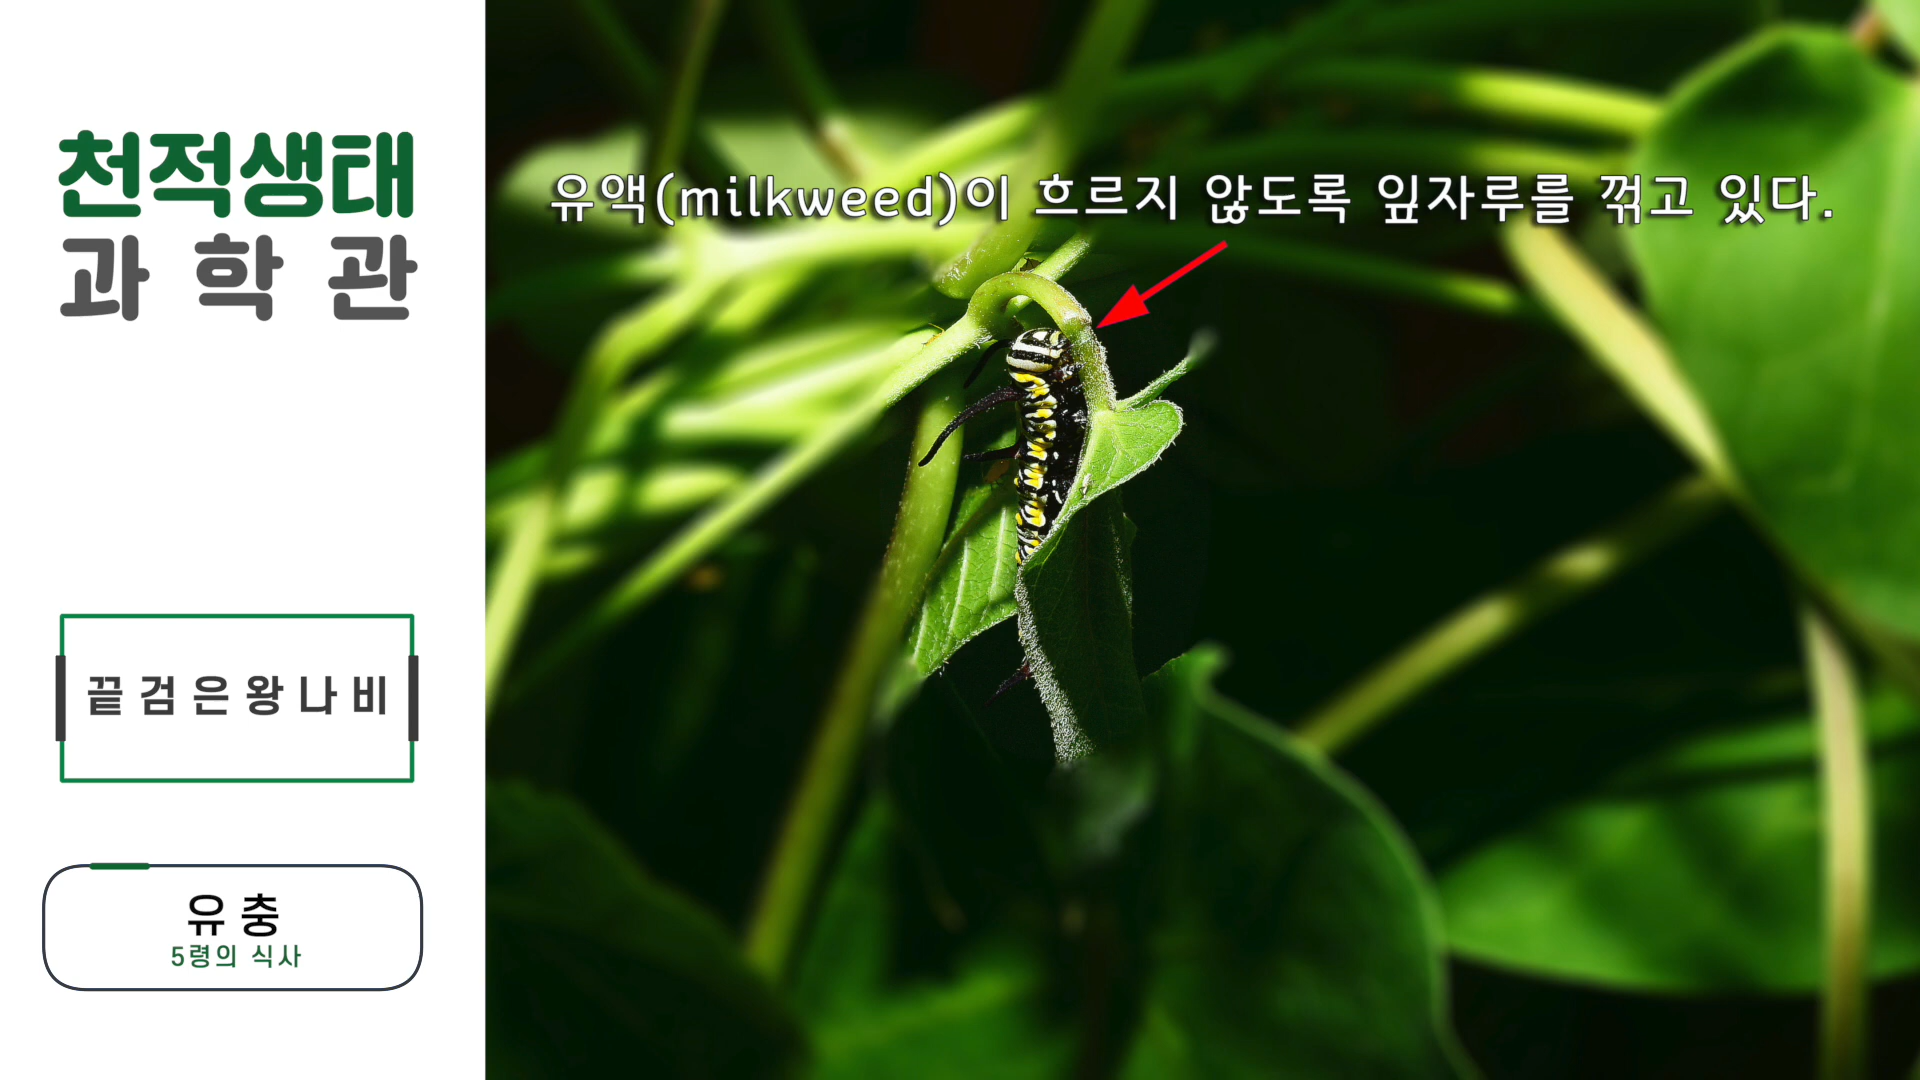 천적생태
과학관
유액(milkweed)이 흐르지 않도록 잎자루를 꺾고 있다.
끝검은왕나비
유충
5령의 식사